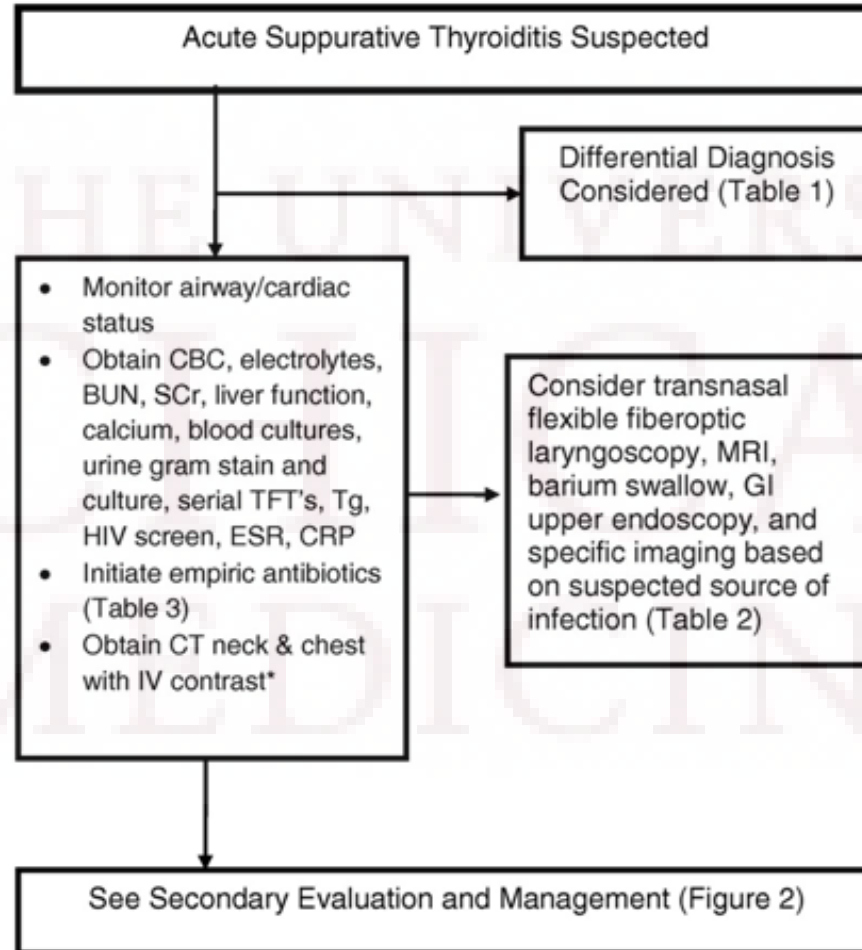 Acute Suppurative Thyroiditis Suspected
Differential Diagnosis
Considered (Table 1)
• Monitor airway/cardiac
status
• Obtain CBC, electrolytes,
BUN, SCr, liver function,
calcium, blood cultures,
urine gram stain and
culture, serial TFT's, Tg,
HIV screen, ESR, CRP
• Initiate empiric antibiotics
(Table 3)
• Obtain CT neck & chest
with IV contrast*
Consider transnasal
flexible fiberoptic
laryngoscopy, MRI,
barium swallow, GI
upper endoscopy, and
specific imaging based
on suspected source of
infection (Table 2)
See Secondary Evaluation and Management (Figure 2)
HE UNIVERS
CHICA
MEDICIN